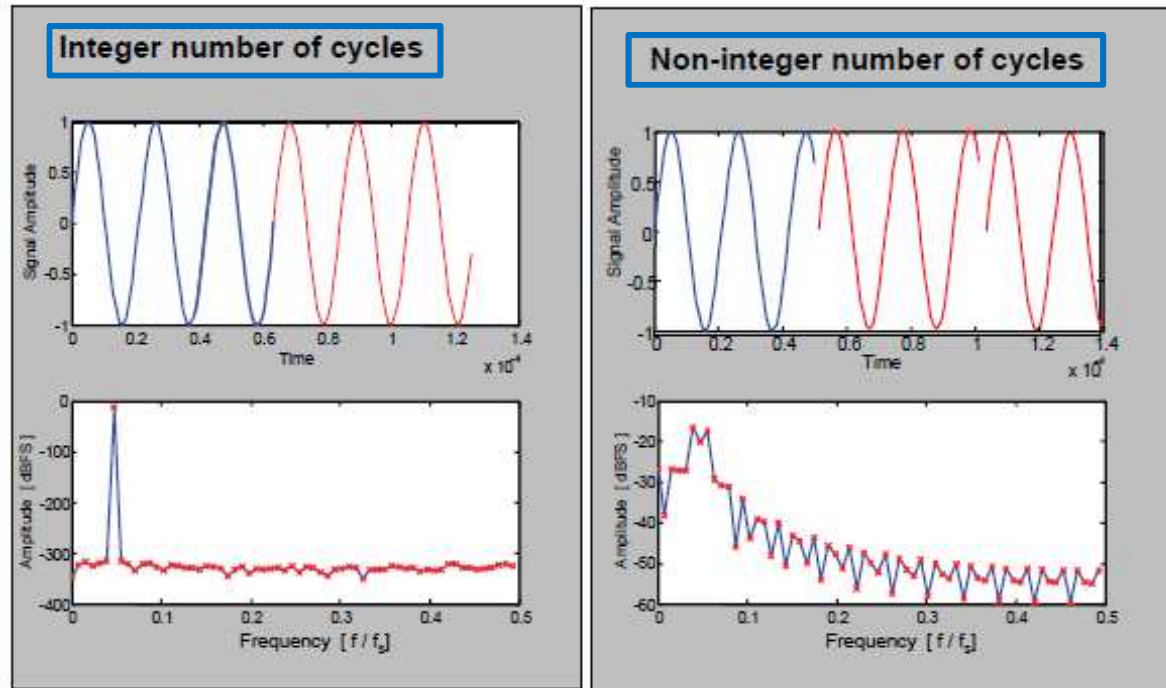 Integer number of cycles
1
0.5
0
-0.5
-1
Signal Amplitude
0 0.2 0.4 0.6 0.8 1 1.2 1.4
Time
x 10
0
-100
-200
-300
-400
Amplitude [ dBFS ]
0 0.1 0.2 0.3 0.4 0.5
Frequency [ f / fs]
Non-integer number of cycles
1
0.5
0
-0.5
-1
Signal Amplitude
0 0.2 0.4 0.6 0.8 1 1.2 1.4
Time
x 10
-10
-20
-30
-40
-50
-60
Amplitude [ dBFS ]
0 0.1 0.2 0.3 0.4 0.5
Frequency [ f / fs]